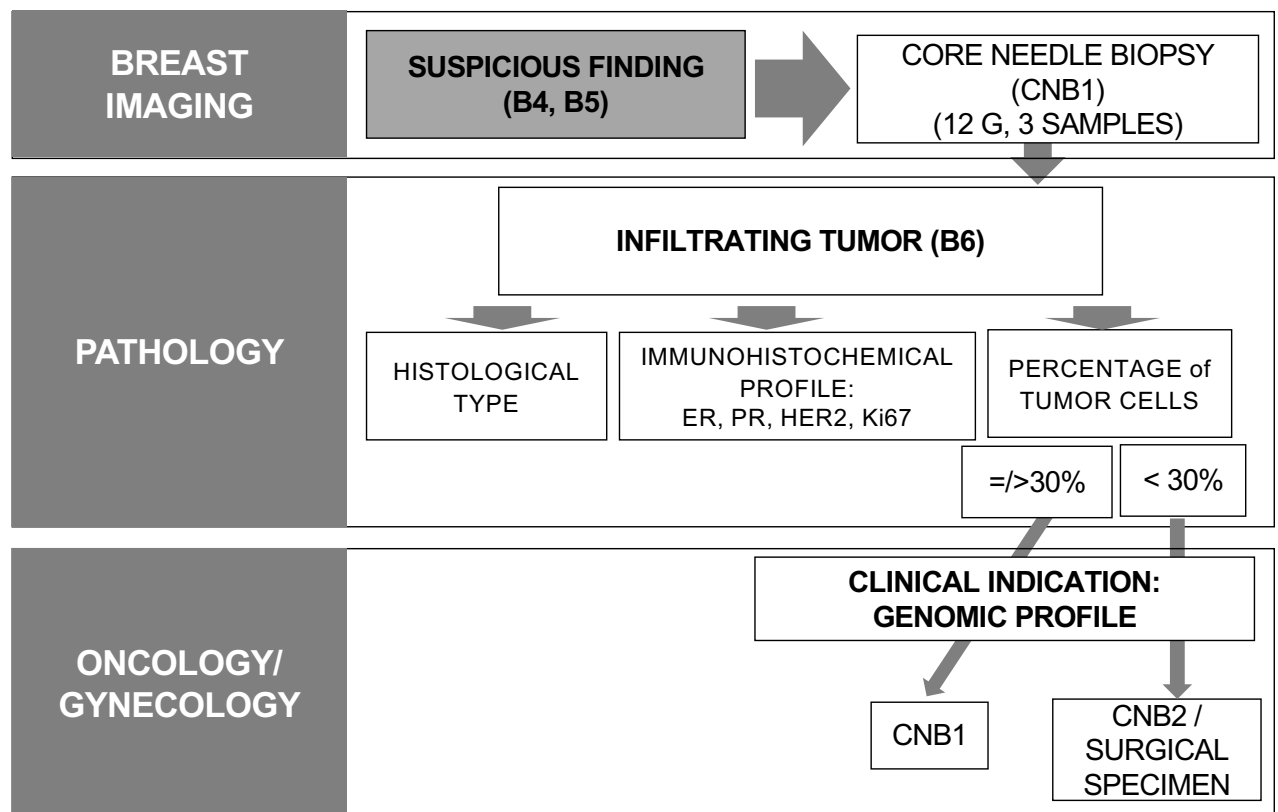 BREAST
IMAGING
SUSPICIOUS FINDING
(B4, B5)
CORE NEEDLE BIOPSY
(CNB1)
(12 G, 3 SAMPLES)
PATHOLOGY
INFILTRATING TUMOR (B6)
HISTOLOGICAL
TYPE
IMMUNOHISTOCHEMICAL
PROFILE:
ER, PR, HER2, Ki67
PERCENTAGE of
TUMOR CELLS
=/>30%
< 30%
ONCOLOGY/
GYNECOLOGY
CLINICAL INDICATION:
GENOMIC PROFILE
CNB1
CNB2 /
SURGICAL
SPECIMEN